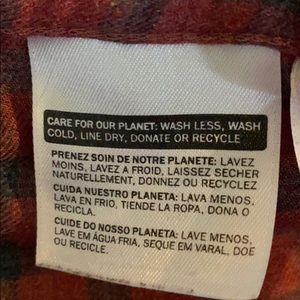 CARE FOR OUR PLANET: WASH LESS, WASH
COLD, LINE DRY, DONATE OR RECYCLE
PRENEZ SOIN DE NOTRE PLANETE: LAVEZ
MOINS, LAVEZ A FROID, LAISSEZ SECHER
NATURELLEMENT, DONNEZ OU RECYCLEZ
CUIDA NUESTRO PLANETA: LAVA MENOS,
LAVA EN FRIO, TIENDE LA ROPA, DONA O
RECICLA.
CUIDE DO NOSSO PLANETA: LAVE MENOS,
LAVE EM ÁGUA FRIA, SEQUE EM VARAL, DOE
OU RECICLE.